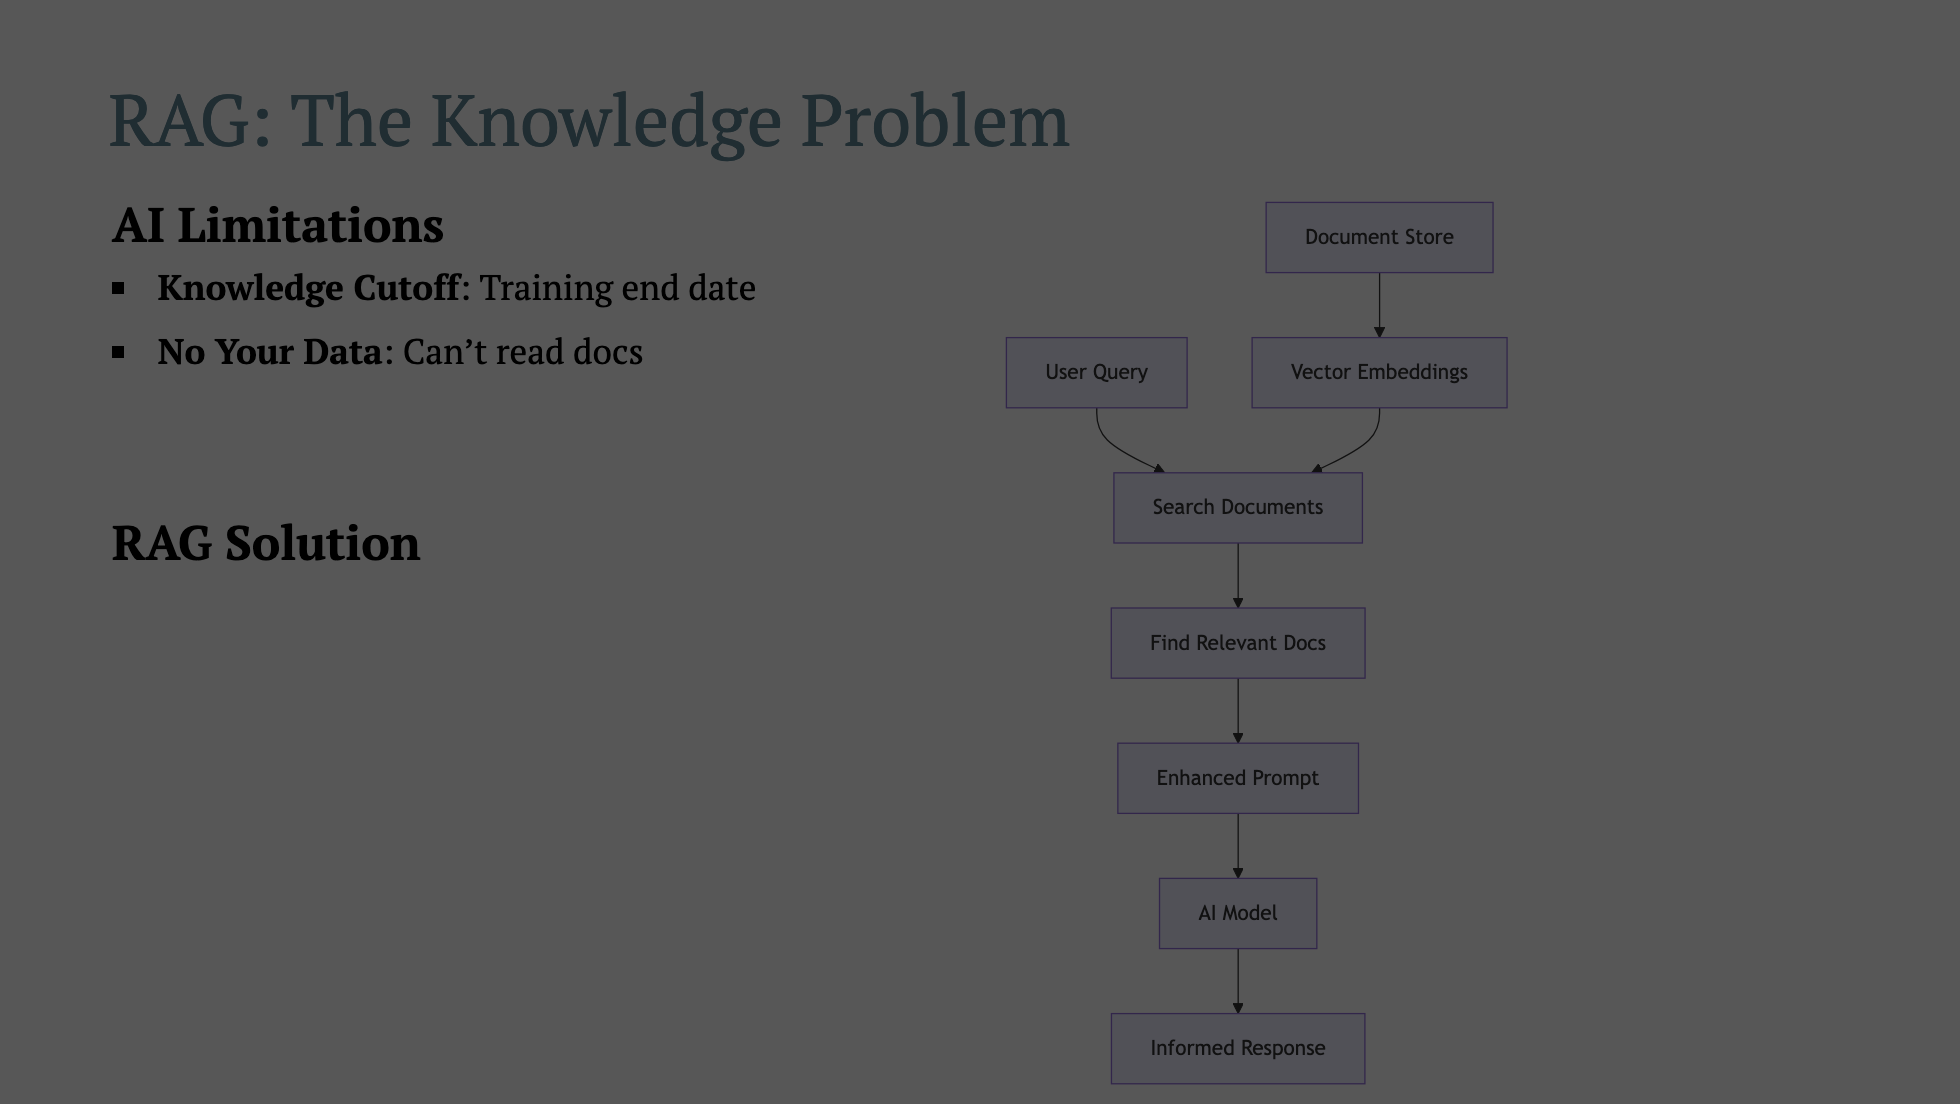 RAG: The Knowledge Problem
AI Limitations
▪ Knowledge Cutoff: Training end date
▪ No Your Data: Can’t read docs
RAG Solution
Document Store
User Query
Vector Embeddings
Search Documents
Find Relevant Docs
Enhanced Prompt
AI Model
Informed Response